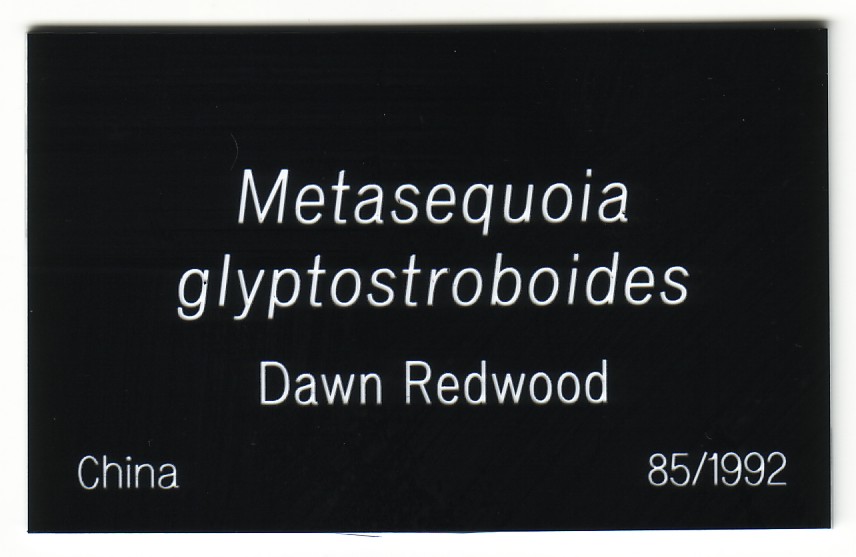 Metasequoia
glyptostroboides
Dawn Redwood
China
85/1992